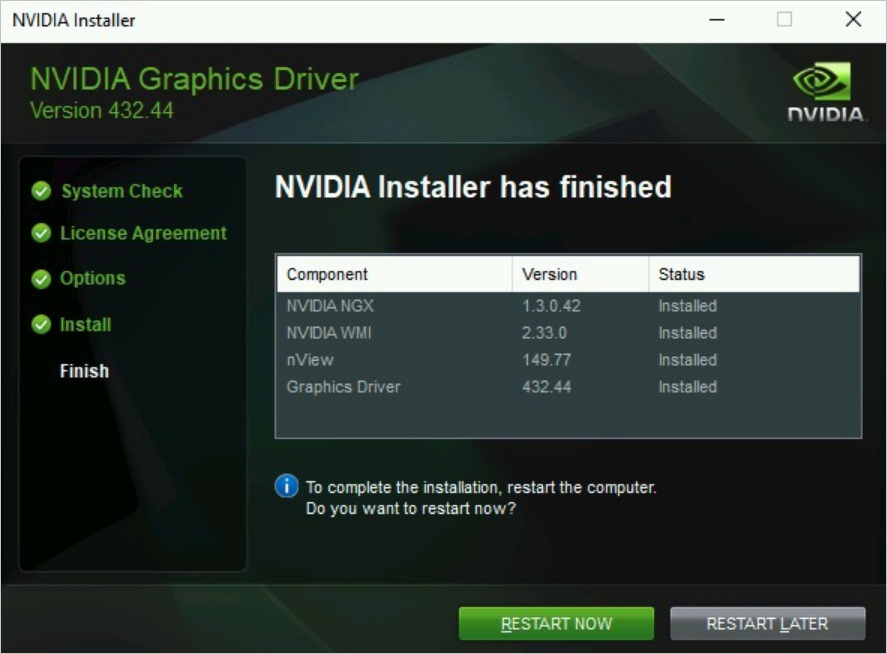 NVIDIA Installer
NVIDIA Graphics Driver
Version 432.44
NVIDIA
System Check
License Agreement
Options
Install
Finish
NVIDIA Installer has finished
Component Version Status
NVIDIA NGX 1.3.0.42 Installed
NVIDIA WMI 2.33.0 Installed
nView 149.77 Installed
Graphics Driver 432.44 Installed
To complete the installation, restart the computer.
Do you want to restart now?
RESTART NOW RESTART LATER